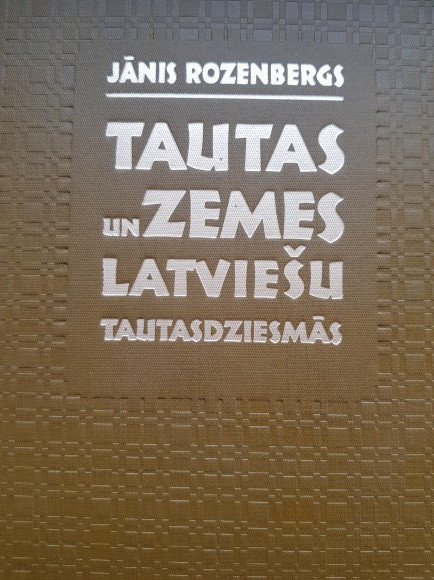 JĀNIS ROZENBERGS
TAUTAS
UN ZEMES
LATVIEŠU
TAUTASDZIESMĀS